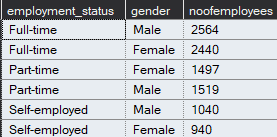 employment_status gender noofemployees
Full-time Male 2564
Full-time Female 2440
Part-time Female 1497
Part-time Male 1519
Self-employed Male 1040
Self-employed Female 940